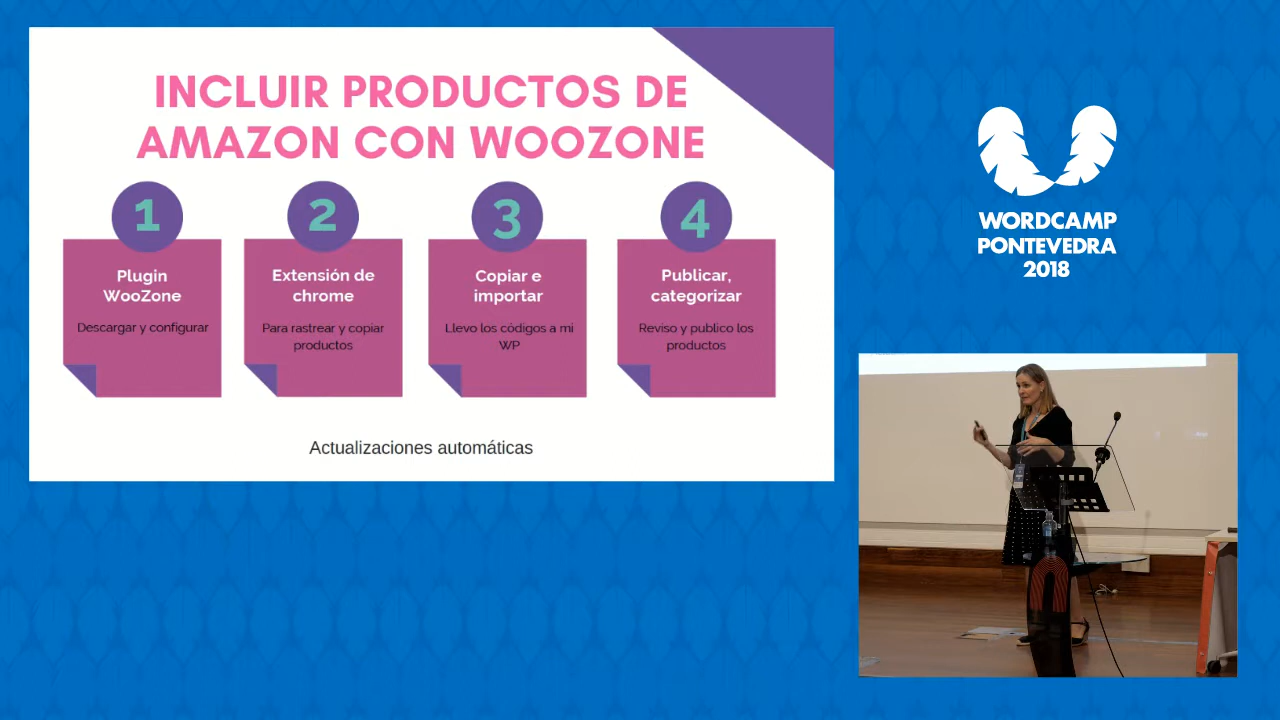 INCLUIR PRODUCTOS DE
AMAZON CON WOOZONE
1
Plugin
WooZone
Descargar y configurar
2
Extensión de
chrome
Para rastrear y copiar
productos
3
Copiar e
importar
Llevo los códigos a mi
WP
4
Publicar,
categorizar
Reviso y publico los
productos
Actualizaciones automáticas
WORDCAMP
PONTEVEDRA
2018